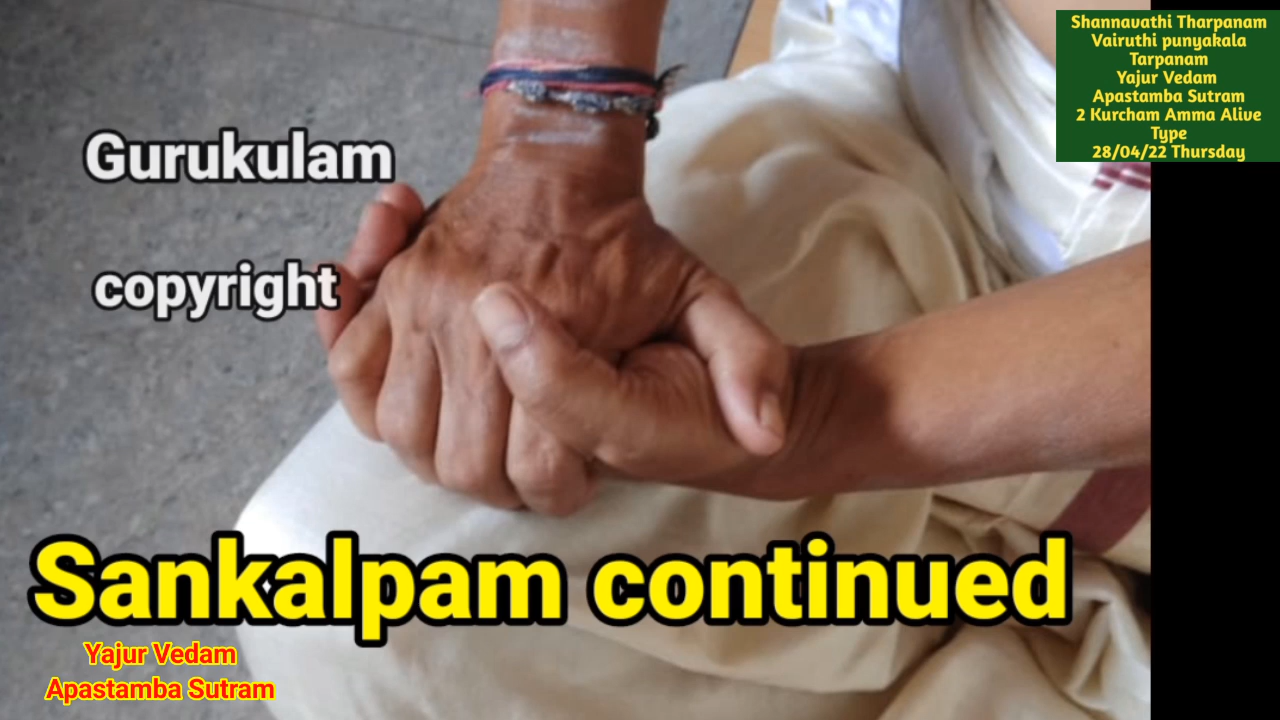 Shannavathi Tharpanam
Vairuthi punyakala
Tarpanam
Yajur Vedam
Apastamba Sutram
2 Kurcham Amma Alive
Type
28/04/22 Thursday
Gurukulam
copyright
Sankalpam continued
Yajur Vedam
Apastamba Sutram